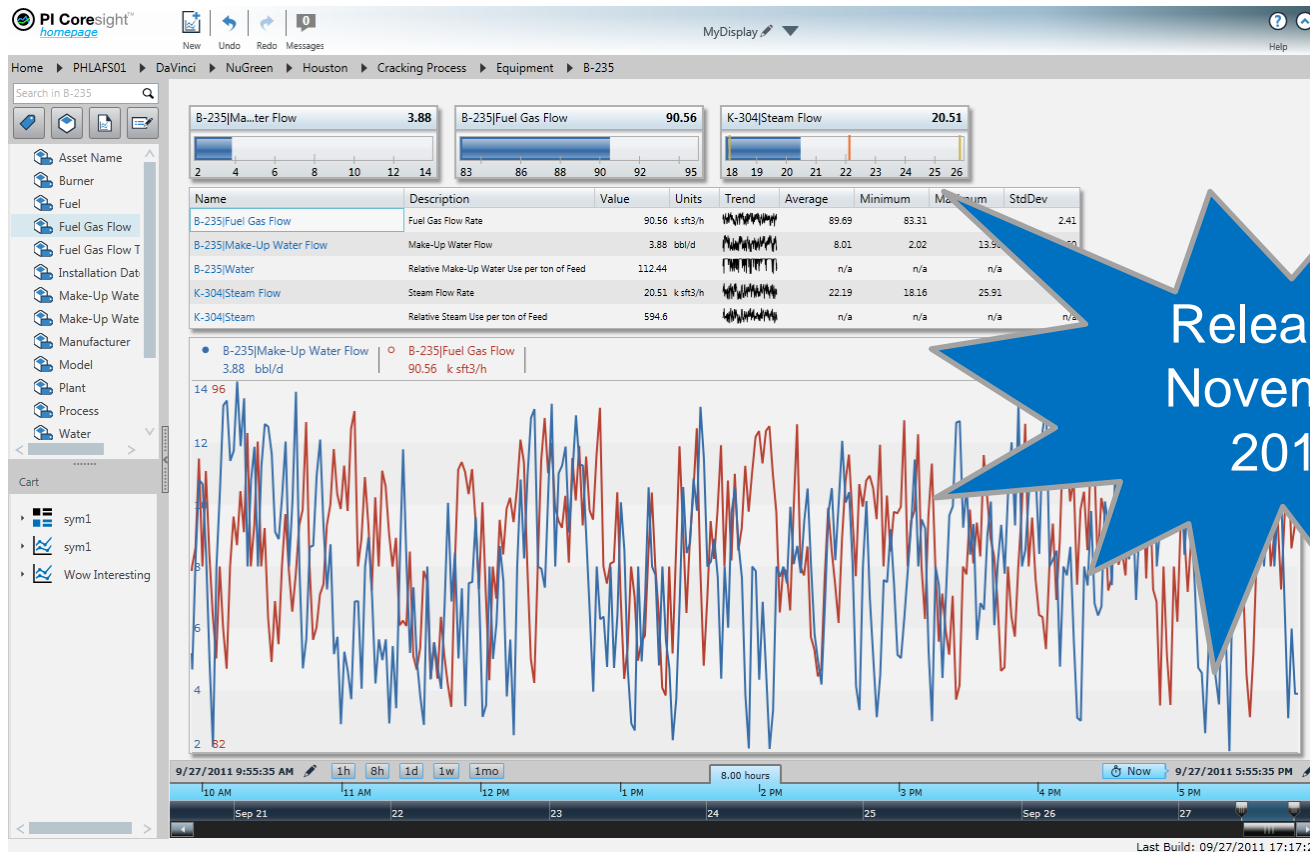 PI Coresight™
homepage
New Undo Redo 0 Messages
MyDisplay
Help
Home PHLAFS01 DaVinci NuGreen Houston Cracking Process Equipment B-235
Search in B-235
Asset Name
Burner
Fuel
Fuel Gas Flow
Fuel Gas Flow T
Installation Dat
Make-Up Wate
Make-Up Wate
Manufacturer
Model
Plant
Process
Water
Cart
sym1
sym1
Wow Interesting
B-235|Ma...ter Flow 3.88
2 4 6 8 10 12 14
B-235|Fuel Gas Flow 90.56
83 86 88 90 92 95
K-304|Steam Flow 20.51
18 19 20 21 22 23 24 25 26
Name Description Value Units Trend Average Minimum Ma um StdDev
B-235|Fuel Gas Flow Fuel Gas Flow Rate 90.56 k sft3/h 89.69 83.31 2.41
B-235|Make-Up Water Flow Make-Up Water Flow 3.88 bbl/d 8.01 2.02
B-235|Water Relative Make-Up Water Use per ton of Feed 112.44 n/a n/a n/a
K-304|Steam Flow Steam Flow Rate 20.51 k sft3/h 22.19 18.16 25.91
K-304|Steam Relative Steam Use per ton of Feed 594.6 n/a n/a n/a n/a
B-235|Make-Up Water Flow
3.88 bbl/d
B-235|Fuel Gas Flow
90.56 k sft3/h
14 96
12
10
8
6
4
2 82
Relea
Novem
201
9/27/2011 9:55:35 AM 1h 8h 1d 1w 1mo 8.00 hours Now 9/27/2011 5:55:35 PM
10 AM 11 AM 12 PM 1 PM 2 PM 3 PM 4 PM 5 PM
Sep 21 22 23 24 25 Sep 26 27
Last Build: 09/27/2011 17:17:2